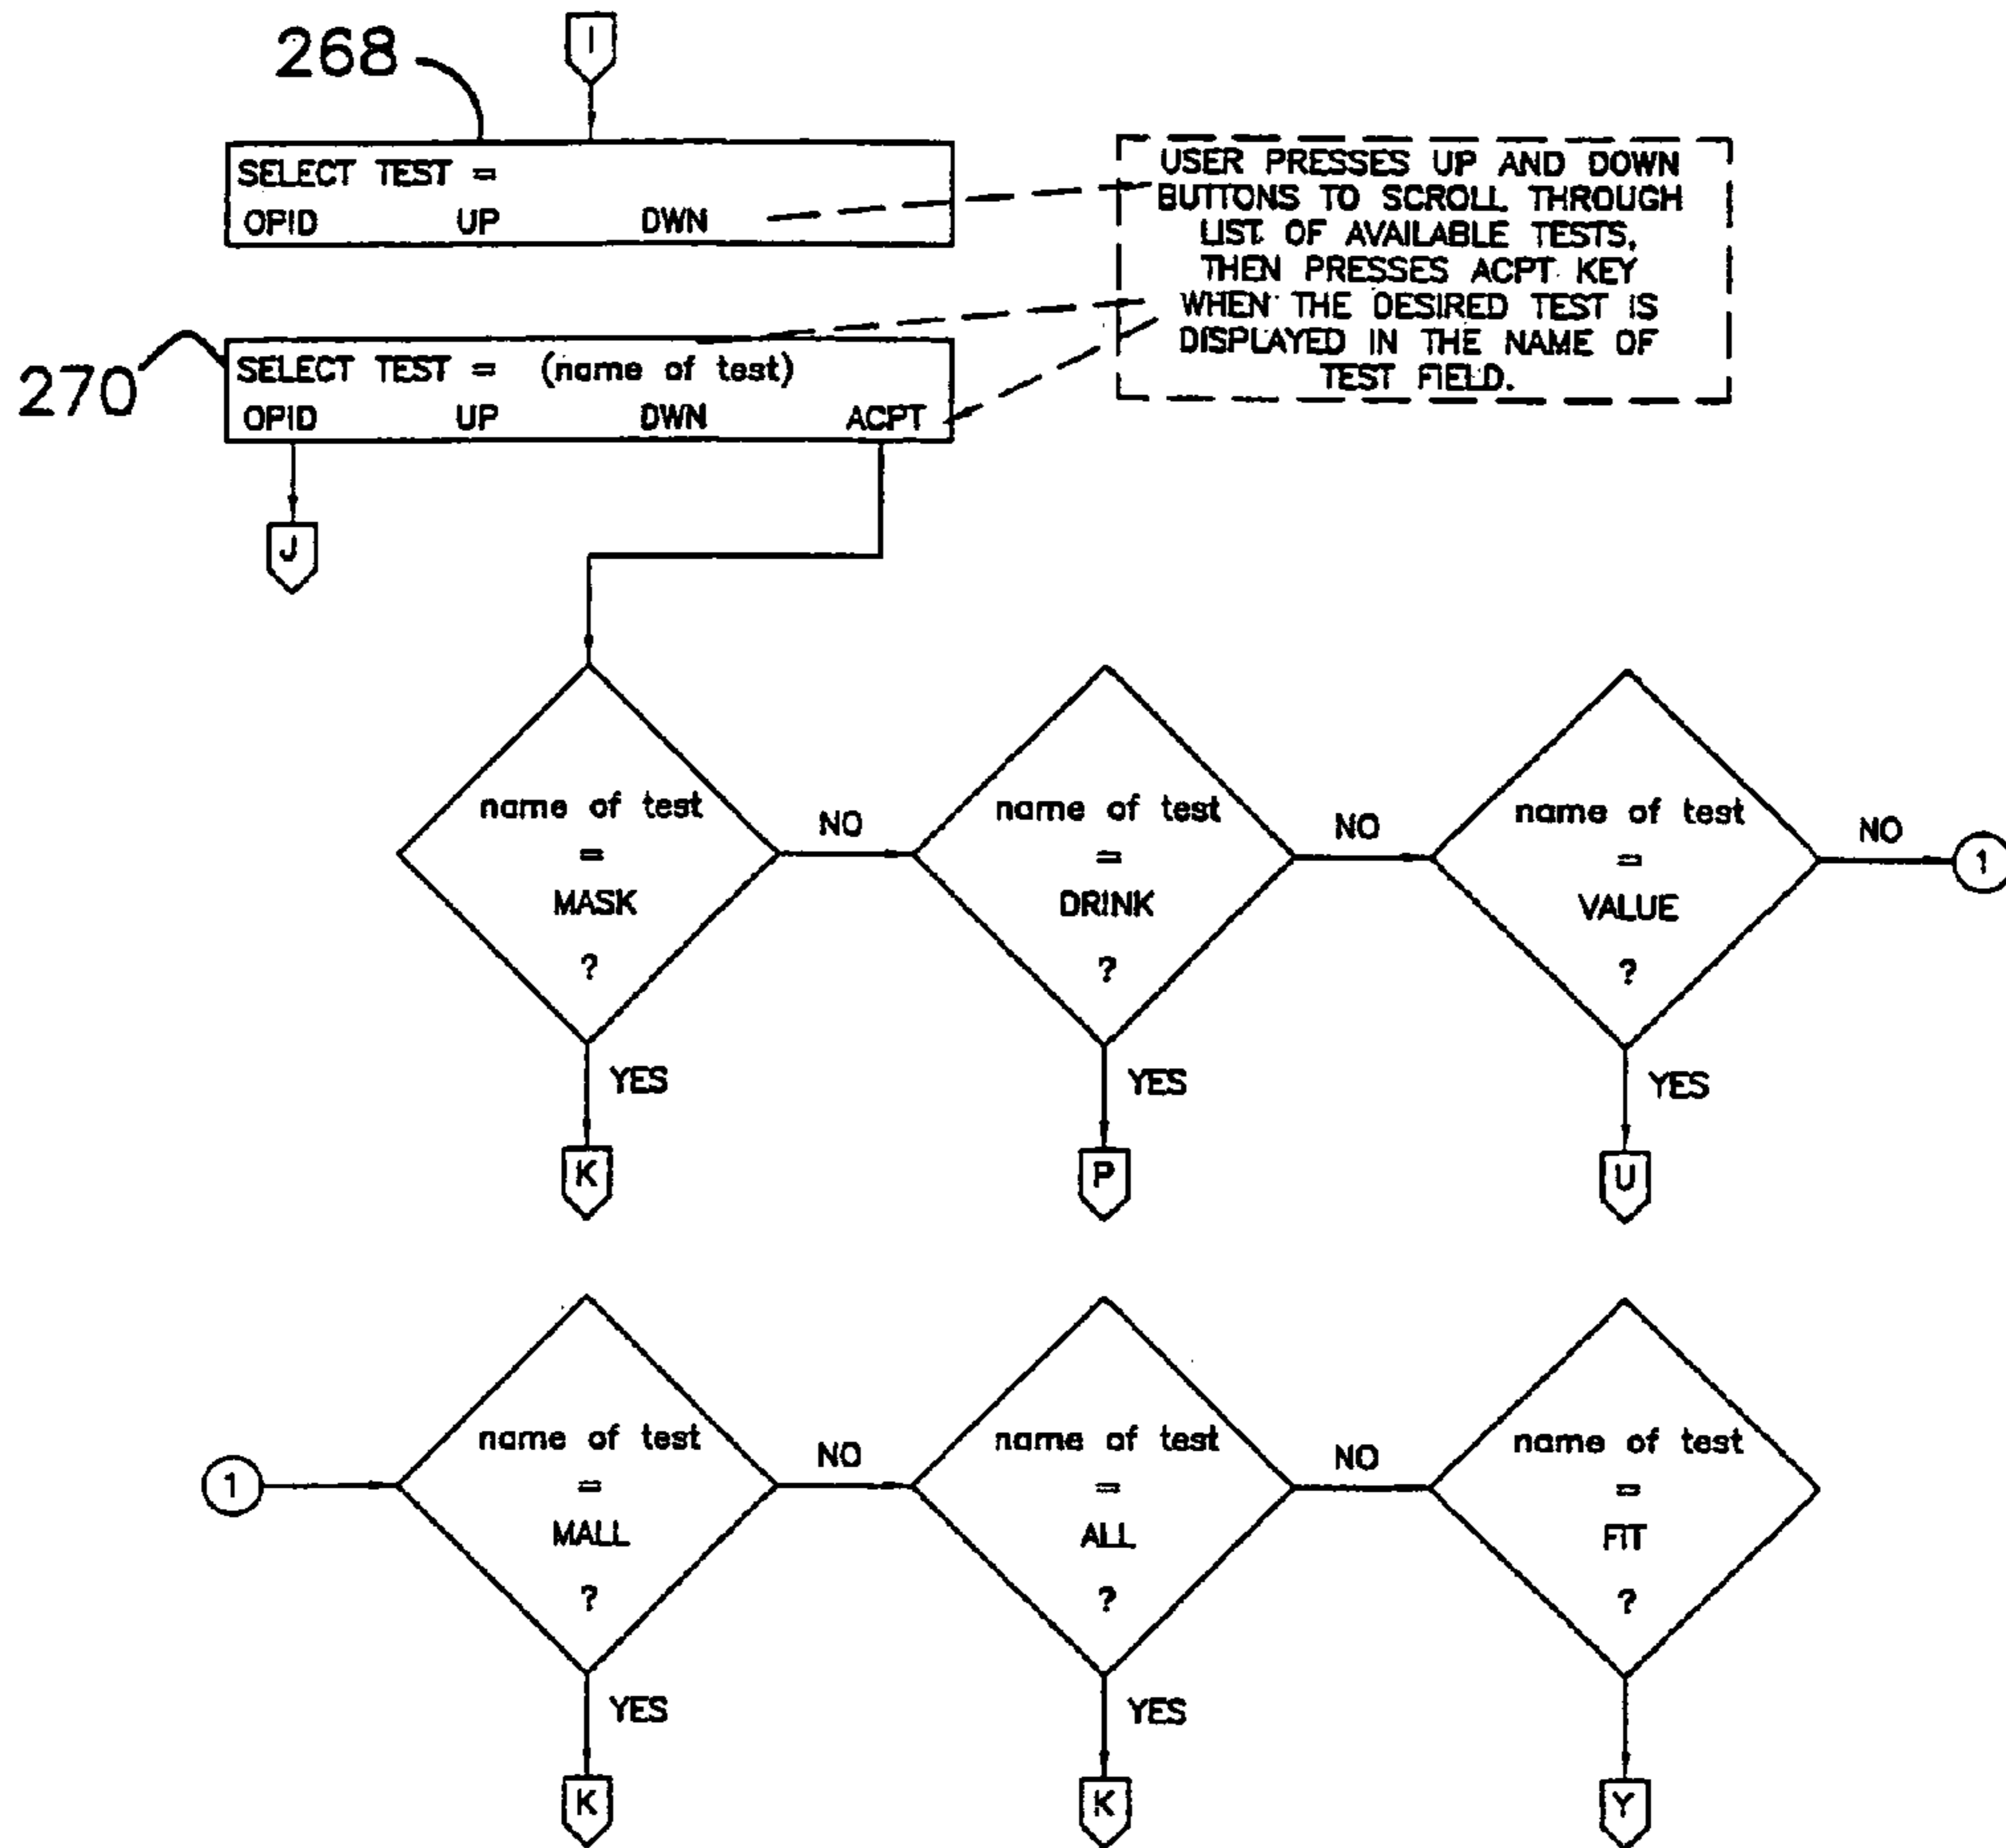 268
I
SELECT TEST =
OPID UP DWN
USER PRESSES UP AND DOWN
BUTTONS TO SCROLL THROUGH
LIST OF AVAILABLE TESTS,
THEN PRESSES ACPT KEY
WHEN THE DESIRED TEST IS
DISPLAYED IN THE NAME OF
TEST FIELD.
270
SELECT TEST = (name of test)
OPID UP DWN ACPT
J
name of test
=
MASK
?
NO
name of test
=
DRINK
?
NO
name of test
=
VALUE
?
NO
1
YES
YES
YES
K
P
U
1
name of test
=
MALL
?
NO
name of test
=
ALL
?
NO
name of test
=
FIT
?
YES
YES
K
K
Y